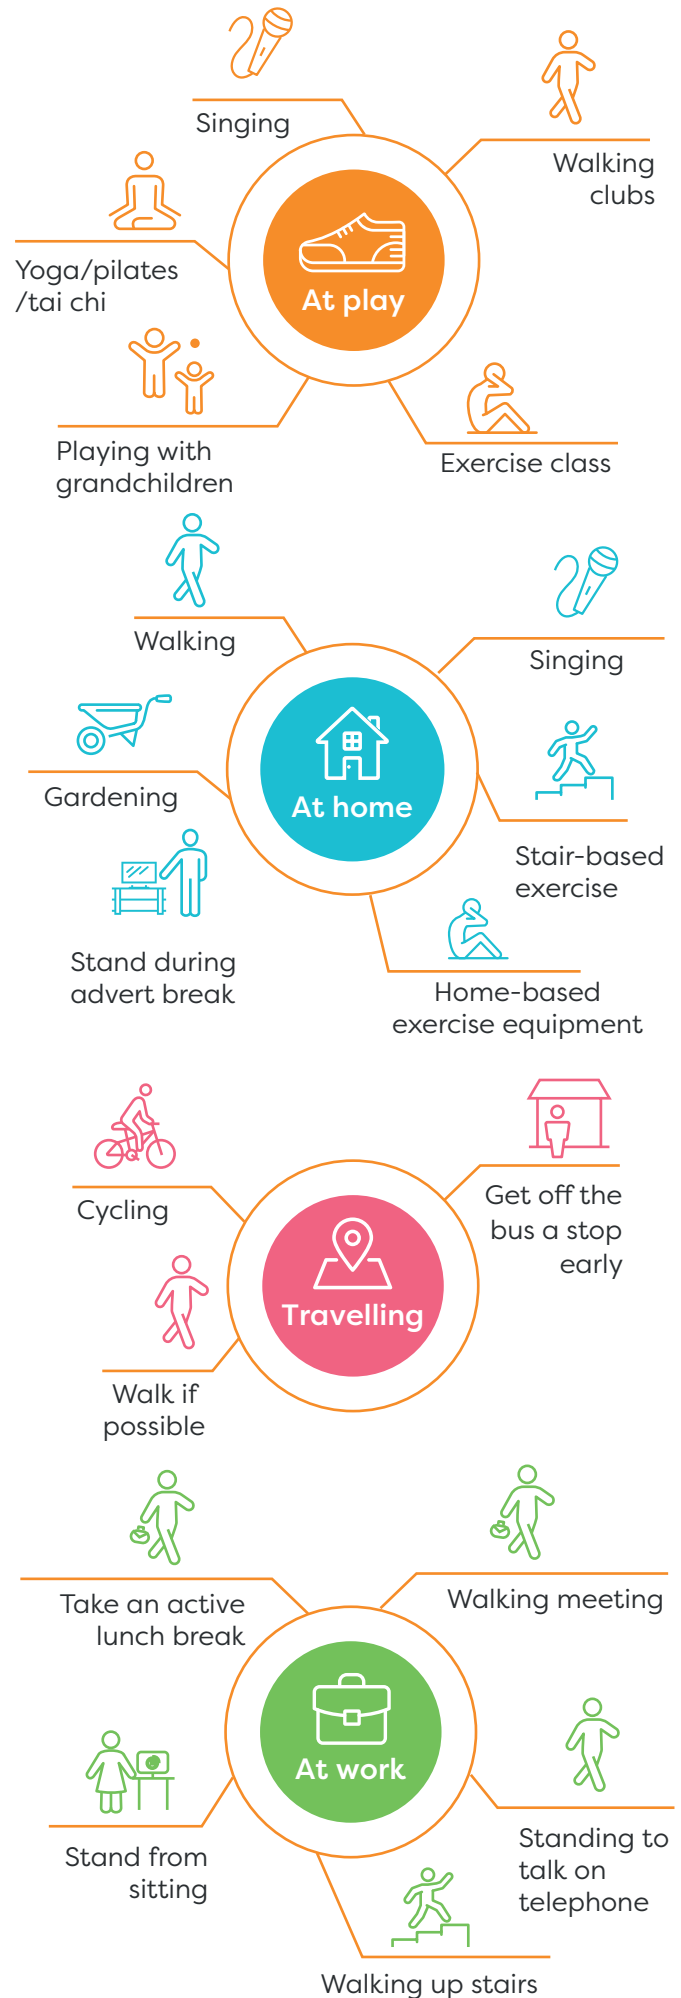 Singing
Walking
clubs
Yoga/pilates
/tai chi
At play
Playing with
grandchildren
Exercise class
Walking
Singing
Gardening
At home
Stair-based
exercise
Stand during
advert break
Home-based
exercise equipment
Cycling
Get off the
bus a stop
early
Travelling
Walk if
possible
Take an active
lunch break
Walking meeting
At work
Stand from
sitting
Standing to
talk on
telephone
Walking up stairs